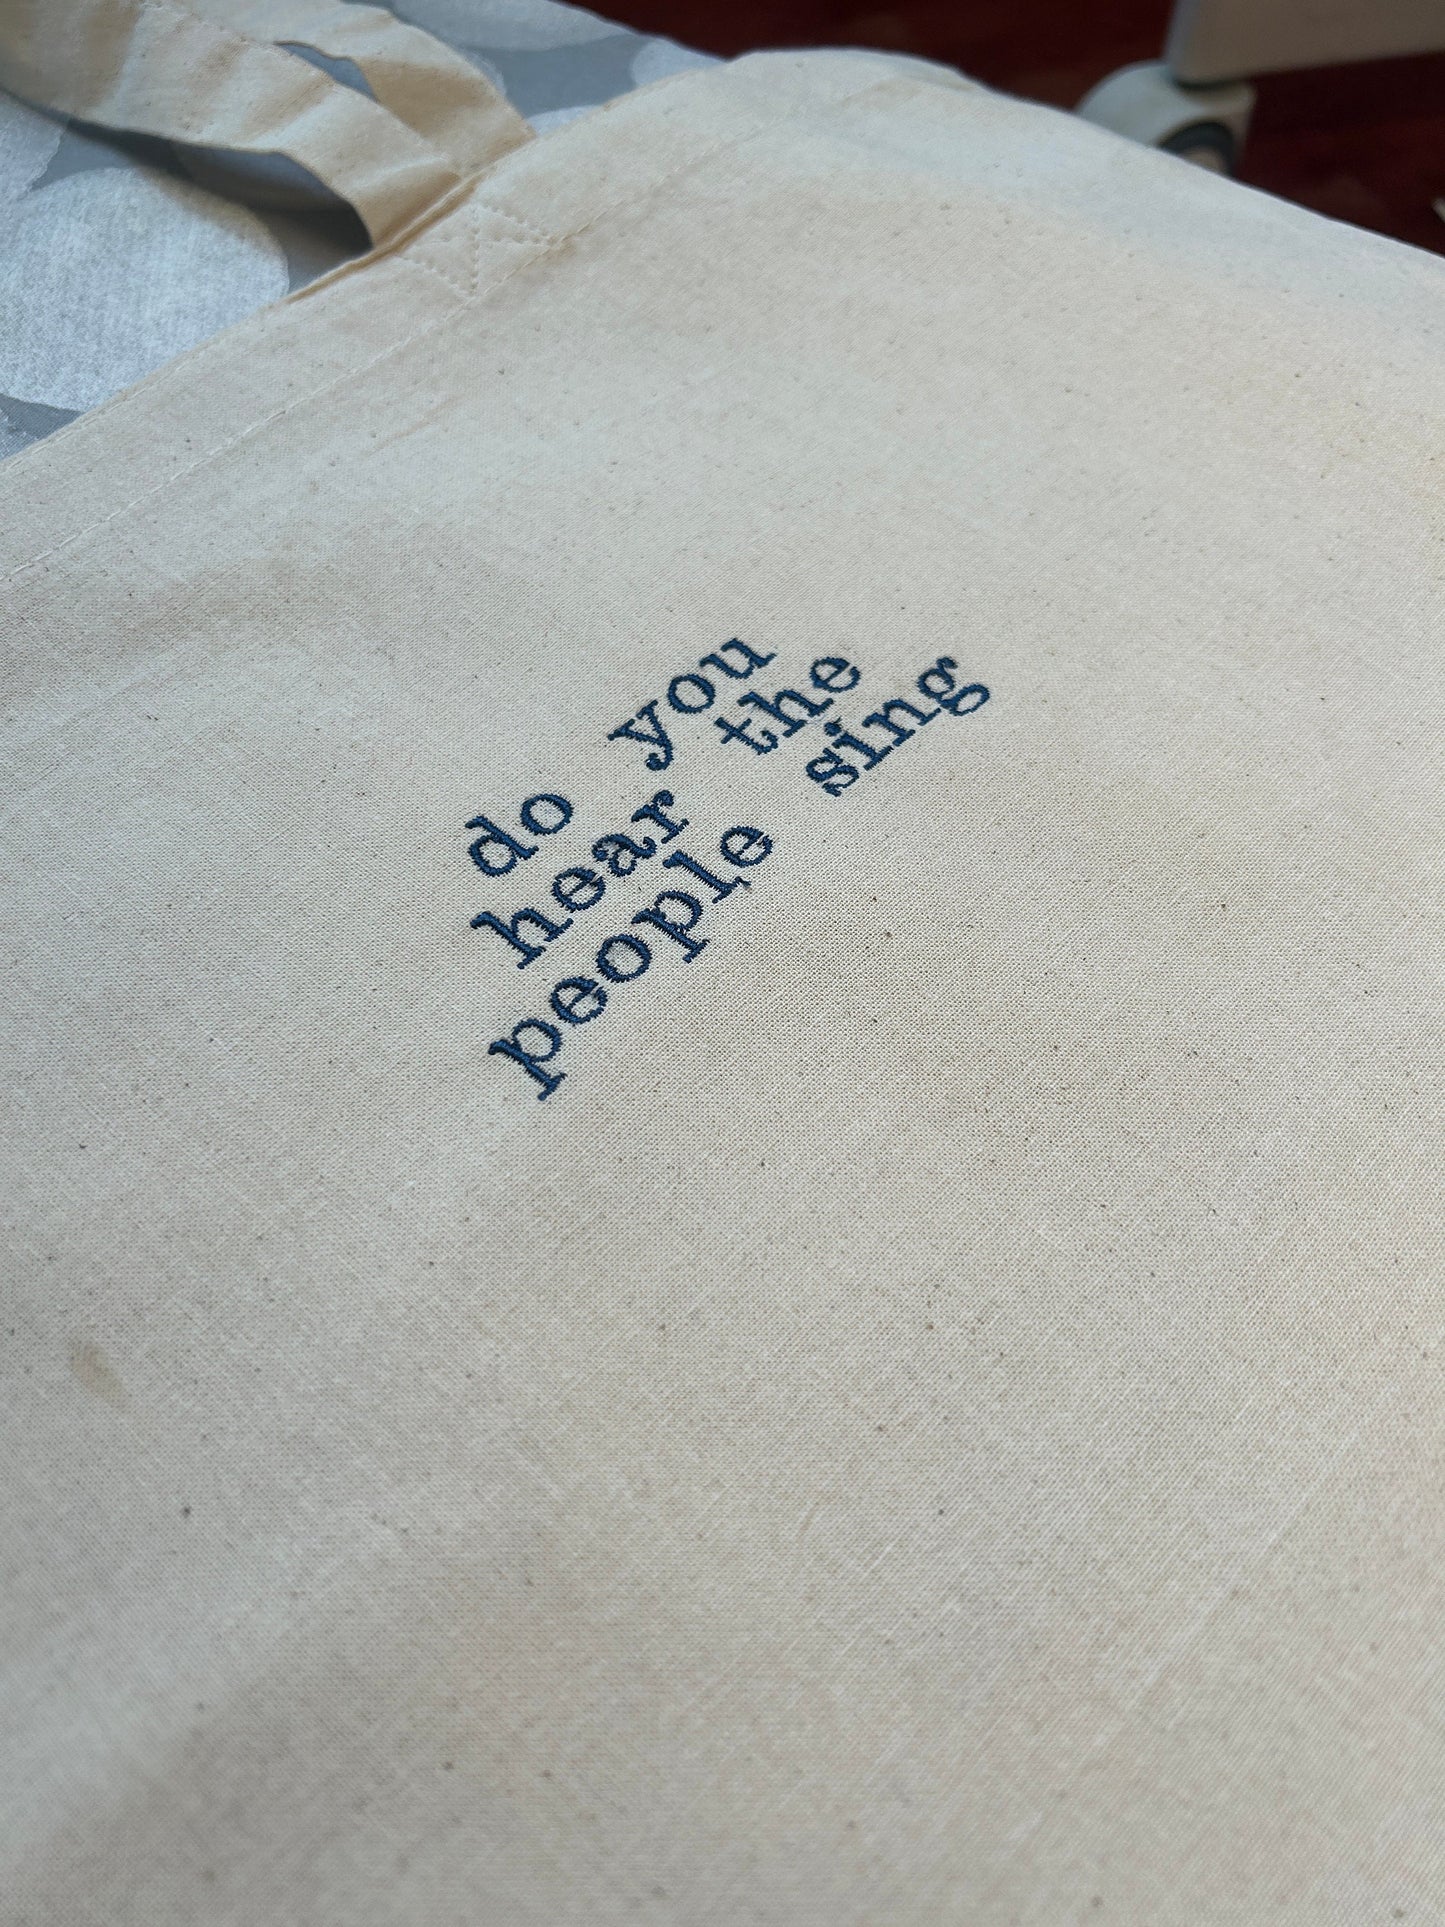 do you
hear the
people sing